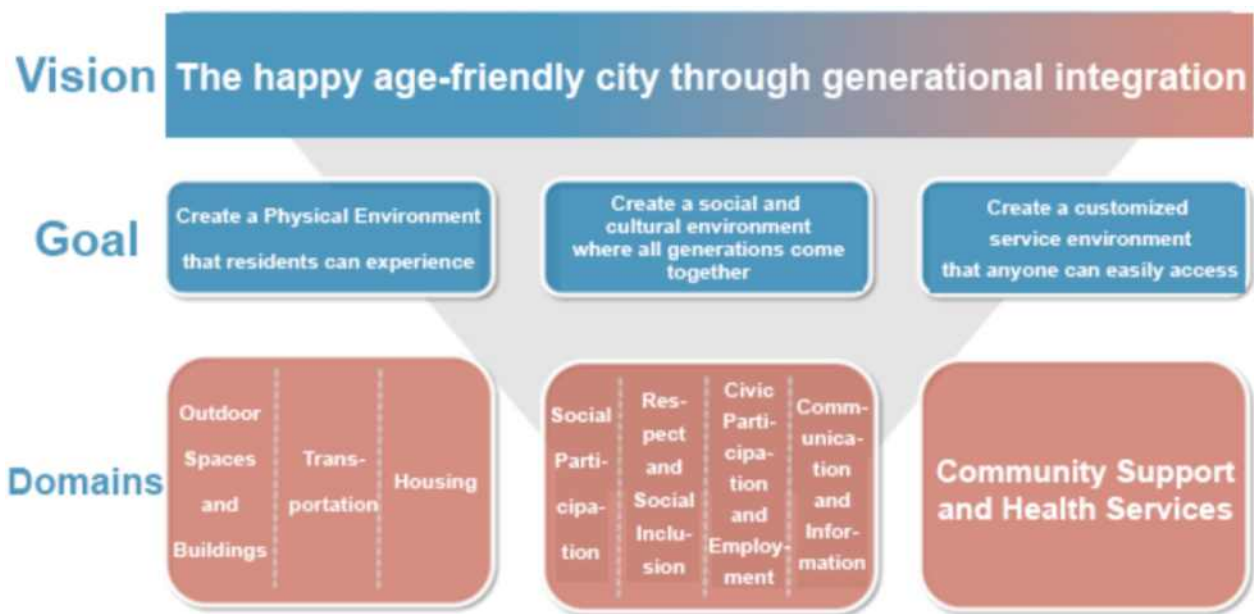 Vision
The happy age-friendly city through generational integration
Goal
Create a Physical Environment
that residents can experience
Create a social and
cultural environment
where all generations come
together
Create a customized
service environment
that anyone can easily access
Domains
Outdoor
Spaces
and
Buildings
Trans-
portation
Housing
Social
Parti-
cipa-
tion
Res-
pect
and
Social
Inclu-
sion
Civic
Parti-
cipa-
tion
and
Employ-
ment
Comm-
unica-
tion
and
Infor-
mation
Community Support
and Health Services